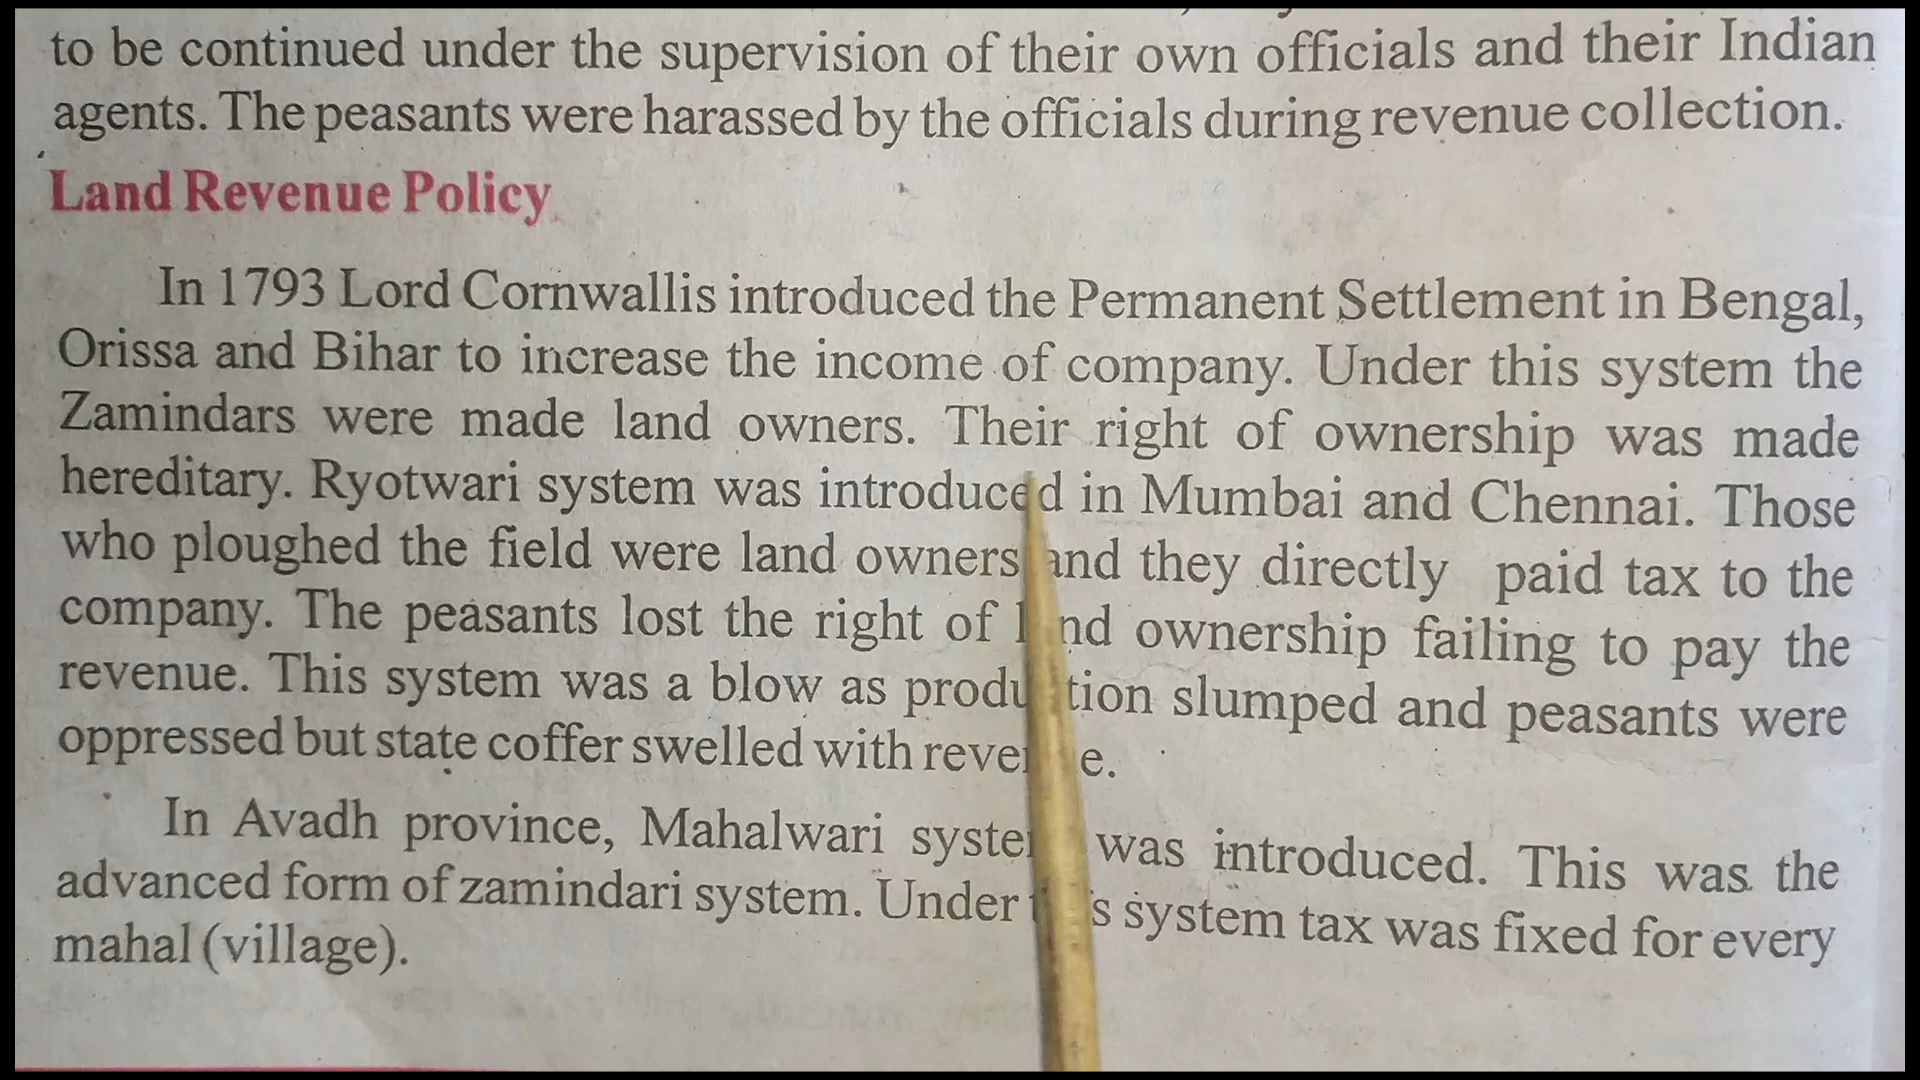 to be continued under the supervision of their own officials and their Indian
agents. The peasants were harassed by the officials during revenue collection.
Land Revenue Policy
In 1793 Lord Cornwallis introduced the Permanent Settlement in Bengal,
Orissa and Bihar to increase the income of company. Under this system the
Zamindars were made land owners. Their right of ownership was made
hereditary. Ryotwari system was introduced in Mumbai and Chennai. Those
who ploughed the field were land owners and they directly paid tax to the
company. The peasants lost the right of land ownership failing to pay the
revenue. This system was a blow as production slumped and peasants were
oppressed but state coffer swelled with revenue.
In Avadh province, Mahalwari system was introduced. This was the
advanced form of zamindari system. Under this system tax was fixed for every
mahal (village).